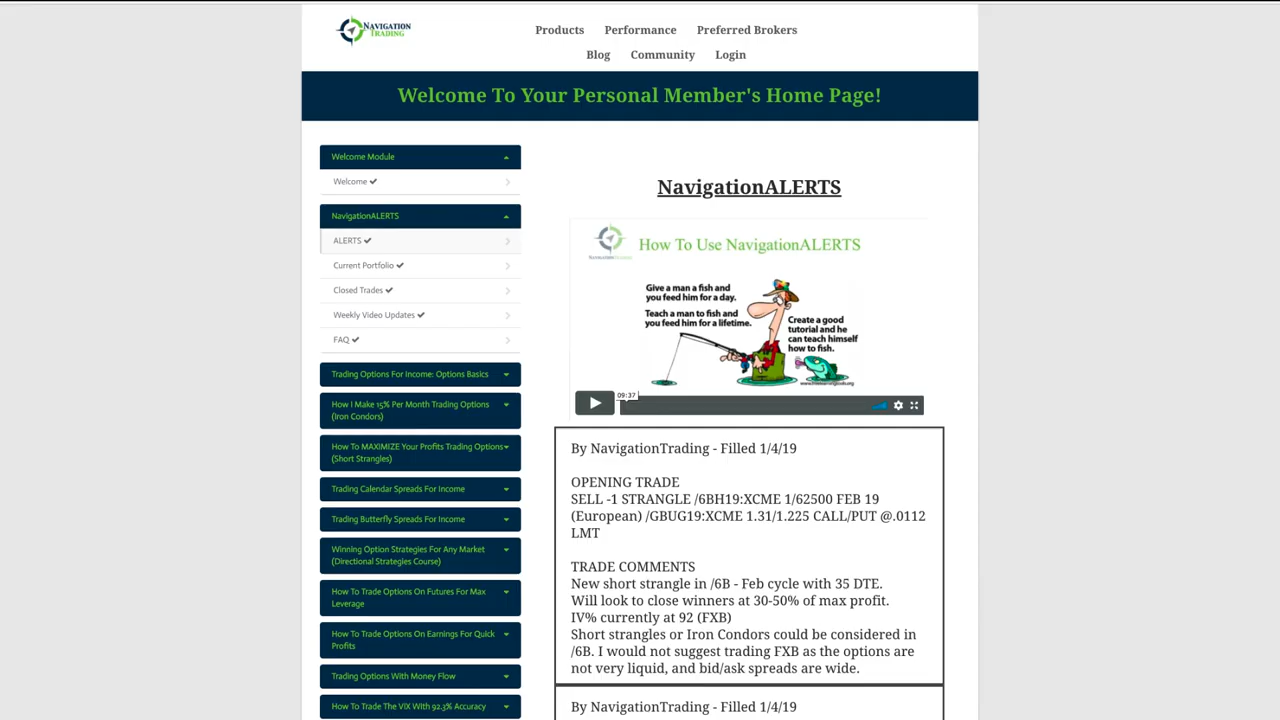 NAVIGATION
TRADING
Products Performance Preferred Brokers
Blog Community Login
Welcome To Your Personal Member's Home Page!
Welcome Module
Welcome ✔
NavigationALERTS
ALERTS ✔
Current Portfolio ✔
Closed Trades ✔
Weekly Video Updates ✔
FAQ ✔
Trading Options For Income: Options Basics
How I Make 15% Per Month Trading Options
(Iron Condors)
How To MAXIMIZE Your Profits Trading Options
(Short Strangles)
Trading Calendar Spreads For Income
Trading Butterfly Spreads For Income
Winning Option Strategies For Any Market
(Directional Strategies Course)
How To Trade Options On Futures For Max
Leverage
How To Trade Options On Earnings For Quick
Profits
Trading Options With Money Flow
How To Trade The VIX With 92.3% Accuracy
NavigationALERTS
How To Use NavigationALERTS
Give a man a fish and
you feed him for a day.
Teach a man to fish and
you feed him for a lifetime.
Create a good
tutorial and he
can teach himself
how to fish.
09:37
By NavigationTrading - Filled 1/4/19
OPENING TRADE
SELL -1 STRANGLE /6BH19:XCME 1/62500 FEB 19
(European) /GBUG19:XCME 1.31/1.225 CALL/PUT @.0112
LMT
TRADE COMMENTS
New short strangle in /6B - Feb cycle with 35 DTE.
Will look to close winners at 30-50% of max profit.
IV% currently at 92 (FXB)
Short strangles or Iron Condors could be considered in
/6B. I would not suggest trading FXB as the options are
not very liquid, and bid/ask spreads are wide.
By NavigationTrading - Filled 1/4/19